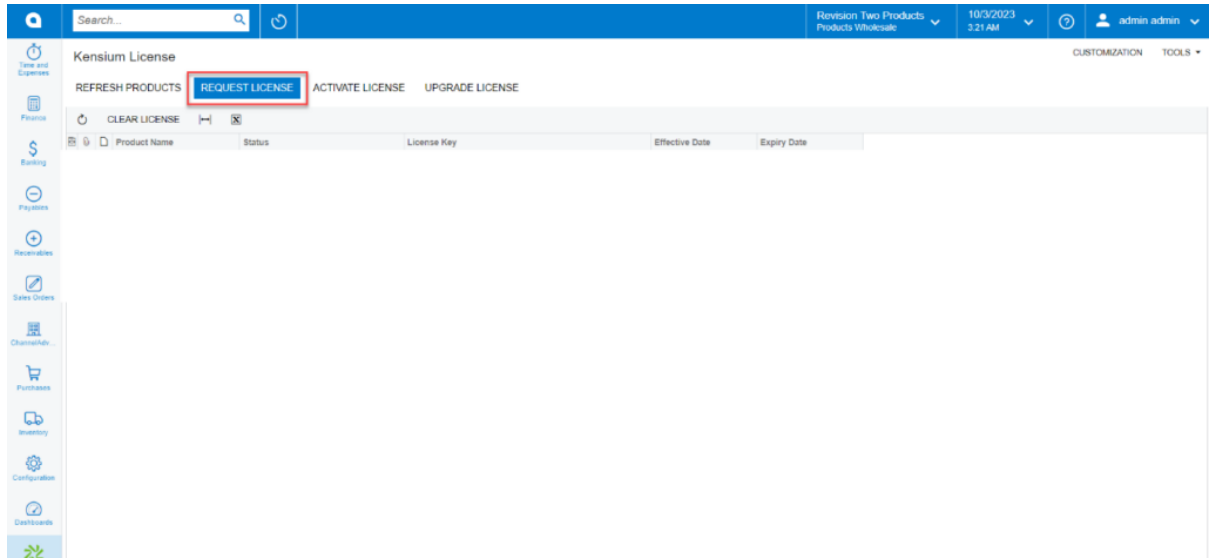 Search...
Revision Two Products
Products Wholesale
10/3/2023
3:21 AM
admin admin
Time and
Expenses
Finance
Banking
Payables
Receivables
Sales Orders
ChannelAdv...
Purchases
Inventory
Configuration
Dashboards
Kensium License
CUSTOMIZATION
TOOLS
REFRESH PRODUCTS
REQUEST LICENSE
ACTIVATE LICENSE
UPGRADE LICENSE
CLEAR LICENSE
Product Name
Status
License Key
Effective Date
Expiry Date